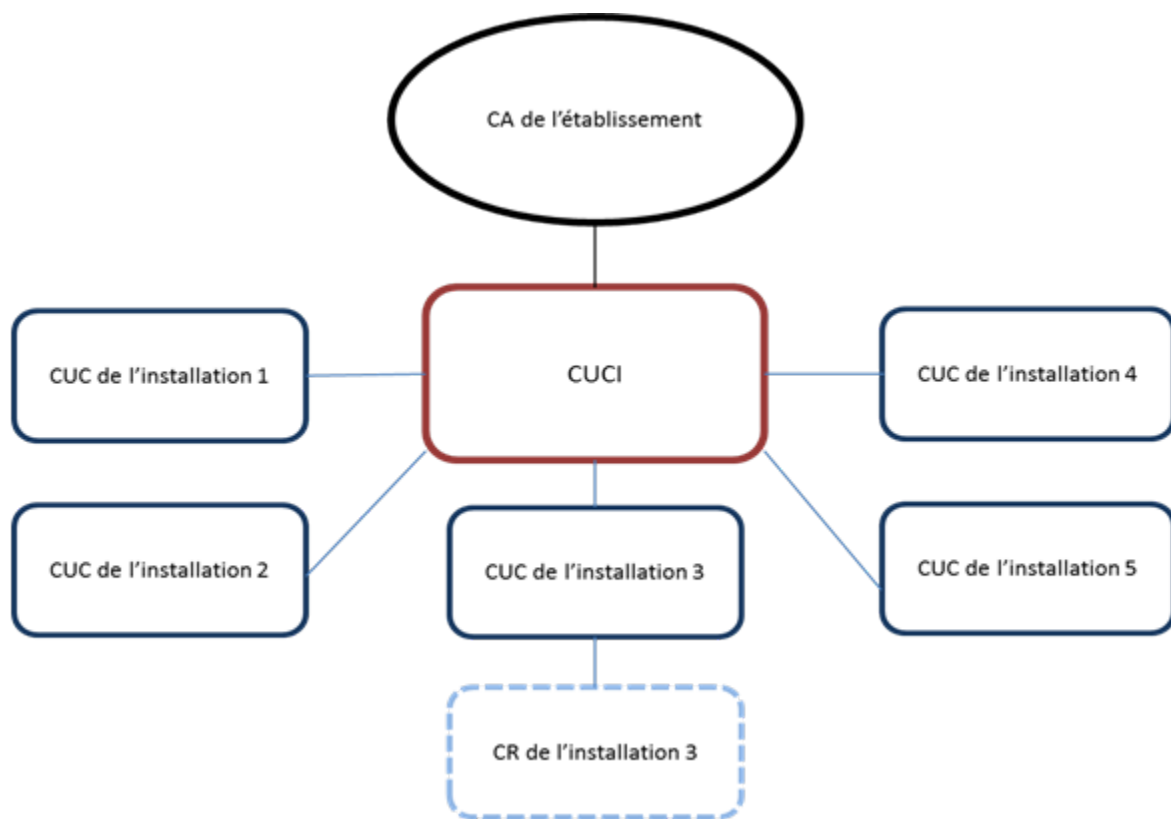 CA de l’établissement
CUC de l’installation 1
CUCI
CUC de l’installation 4
CUC de l’installation 2
CUC de l’installation 3
CUC de l’installation 5
CR de l’installation 3